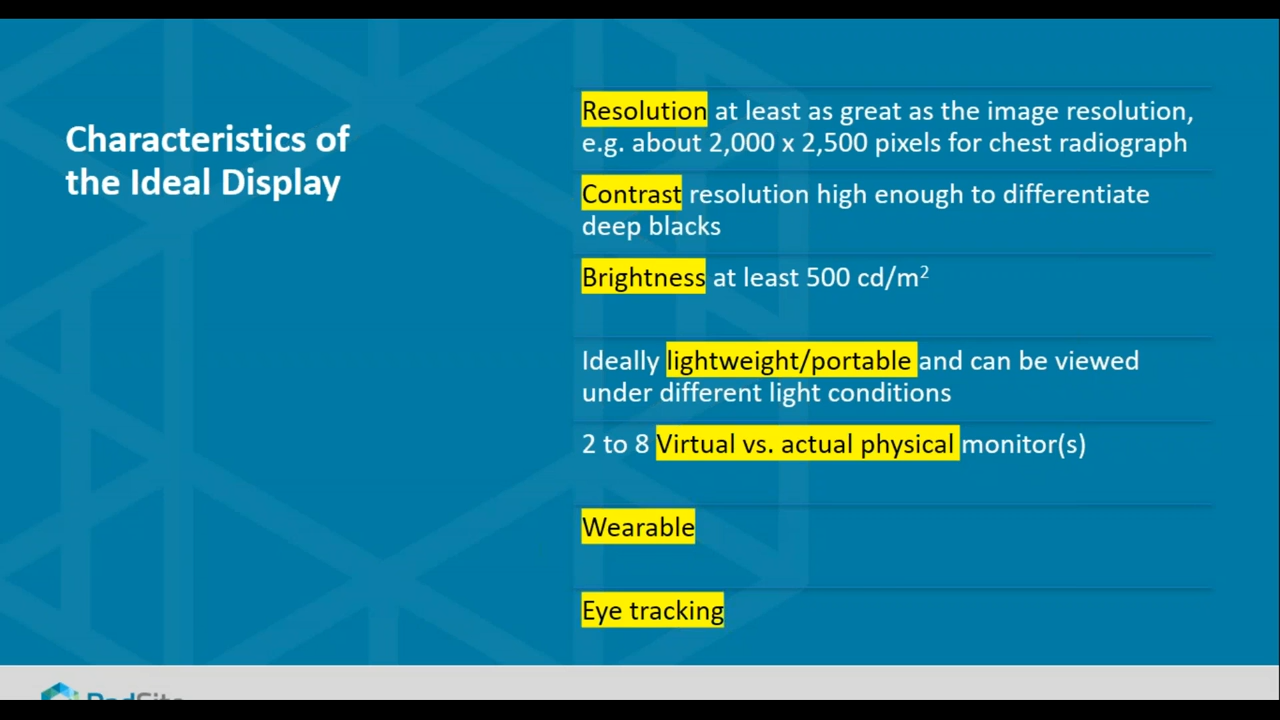 Characteristics of
the Ideal Display
Resolution at least as great as the image resolution,
e.g. about 2,000 x 2,500 pixels for chest radiograph
Contrast resolution high enough to differentiate
deep blacks
Brightness at least 500 cd/m²
Ideally lightweight/portable and can be viewed
under different light conditions
2 to 8 Virtual vs. actual physical monitor(s)
Wearable
Eye tracking
RadSite